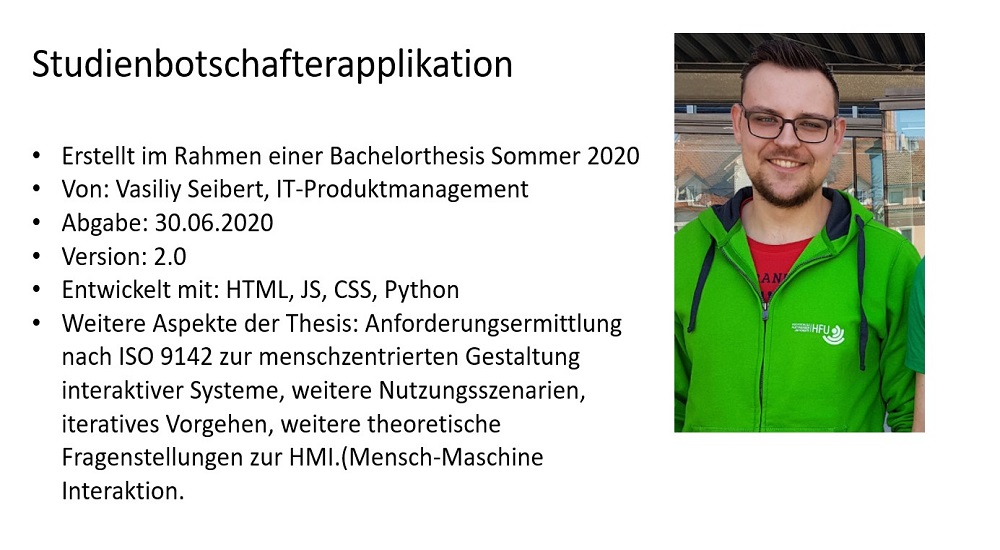 Studienbotschafterapplikation
• Erstellt im Rahmen einer Bachelorthesis Sommer 2020
• Von: Vasiliy Seibert, IT-Produktmanagement
• Abgabe: 30.06.2020
• Version: 2.0
• Entwickelt mit: HTML, JS, CSS, Python
• Weitere Aspekte der Thesis: Anforderungsermittlung
nach ISO 9142 zur menschzentrierten Gestaltung
interaktiver Systeme, weitere Nutzungsszenarien,
iteratives Vorgehen, weitere theoretische
Fragenstellungen zur HMI.(Mensch-Maschine
Interaktion.
HFU